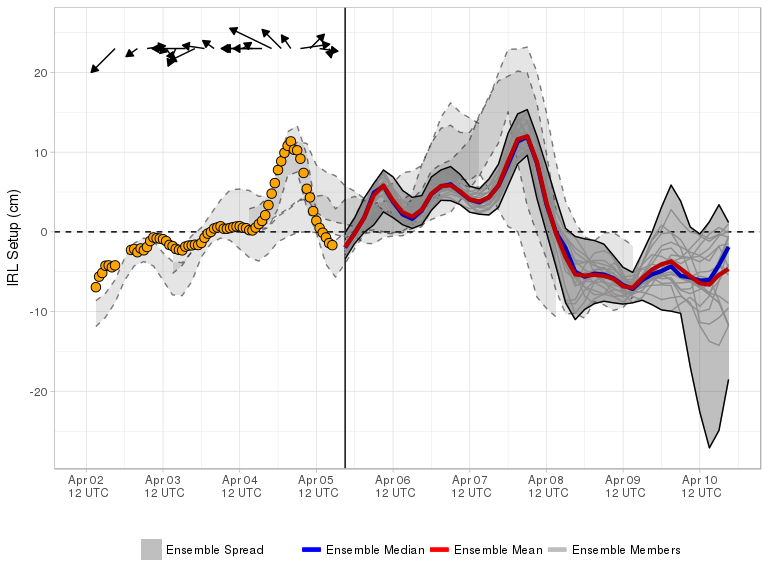 IRL Setup (cm)
20
10
0
-10
-20
Apr 02 Apr 03 Apr 04 Apr 05 Apr 06 Apr 07 Apr 08 Apr 09 Apr 10
12 UTC 12 UTC 12 UTC 12 UTC 12 UTC 12 UTC 12 UTC 12 UTC 12 UTC
Ensemble Spread Ensemble Median Ensemble Mean Ensemble Members